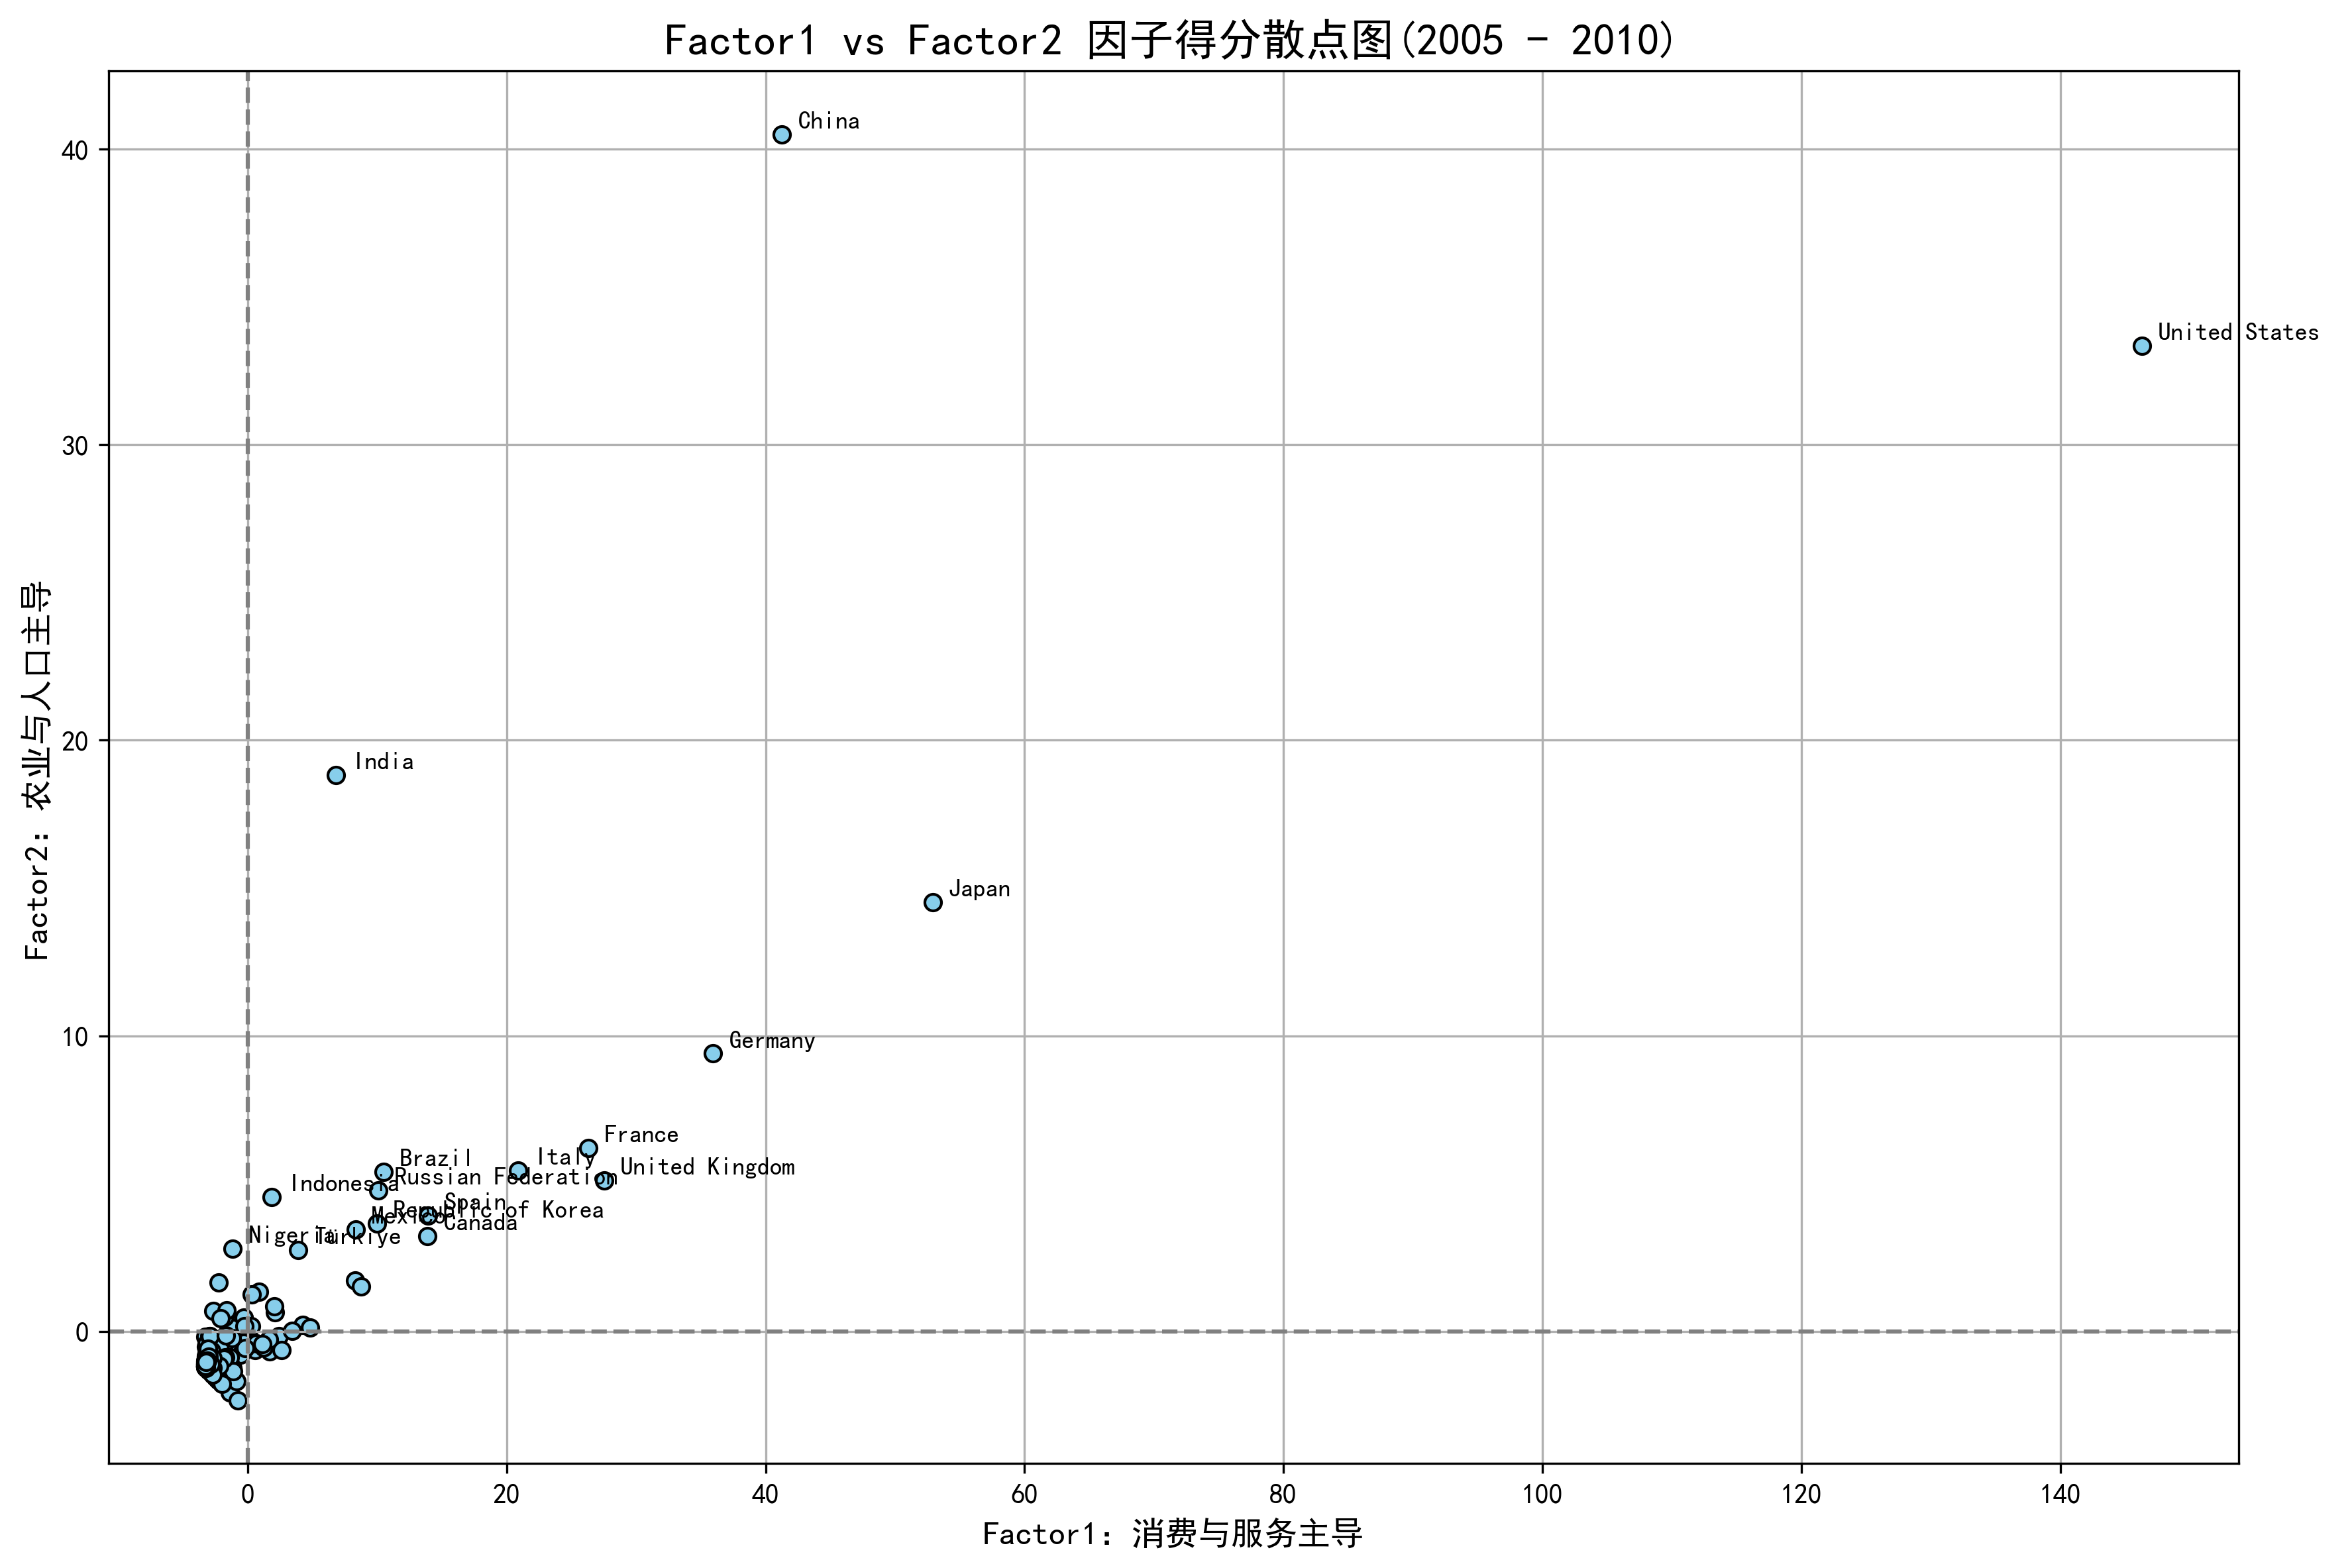 Factor1 vs Factor2 因子得分散点图(2005 - 2010)
China
40
United States
30
India
20
Japan
Germany
10
France
Brazil
Italy
United Kingdom
Russian Federation
Indonesia
Spain
Republic of Korea
Mexico
Canada
Nigeria
Turkiye
0
Factor2: 农业与人口主导
0
20
40
60
80
100
120
140
Factor1: 消费与服务主导